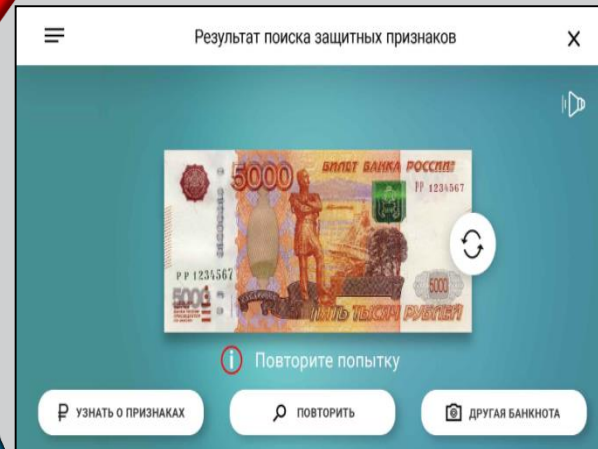 Результат поиска защитных признаков
X
5000
БИЛЕТ БАНКА РОССИИ
РР 1234567
РР 1234567
5000
5000
ПЯТЬ ТЫСЯЧ РУБЛЕЙ
Повторите попытку
₽ УЗНАТЬ О ПРИЗНАКАХ
ПОВТОРИТЬ
ДРУГАЯ БАНКНОТА